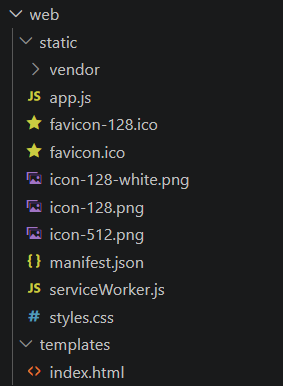 web
static
vendor
JS app.js
favicon-128.ico
favicon.ico
icon-128-white.png
icon-128.png
icon-512.png
{ } manifest.json
JS serviceWorker.js
# styles.css
templates
<> index.html